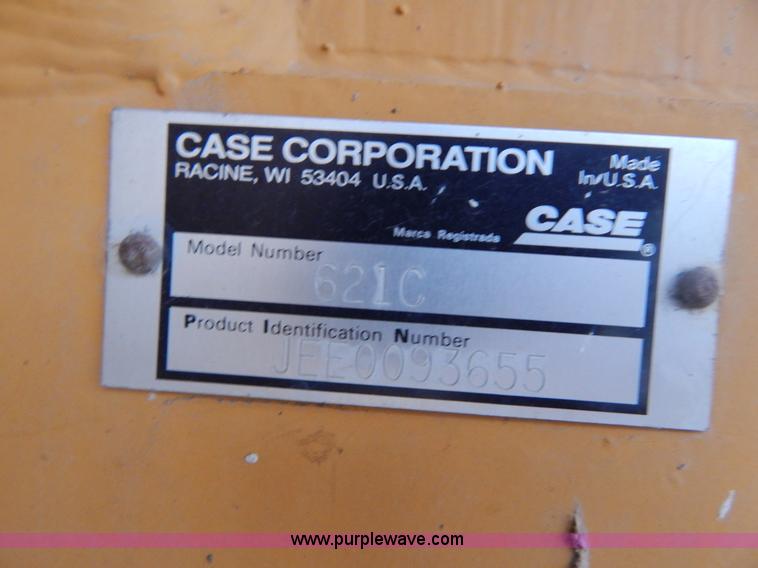 CASE CORPORATION
RACINE, WI 53404 U.S.A.
Made
In U.S.A.
CASE
®
Marca Registrada
Model Number
621C
Product Identification Number
JEE0093655
www.purplewave.com